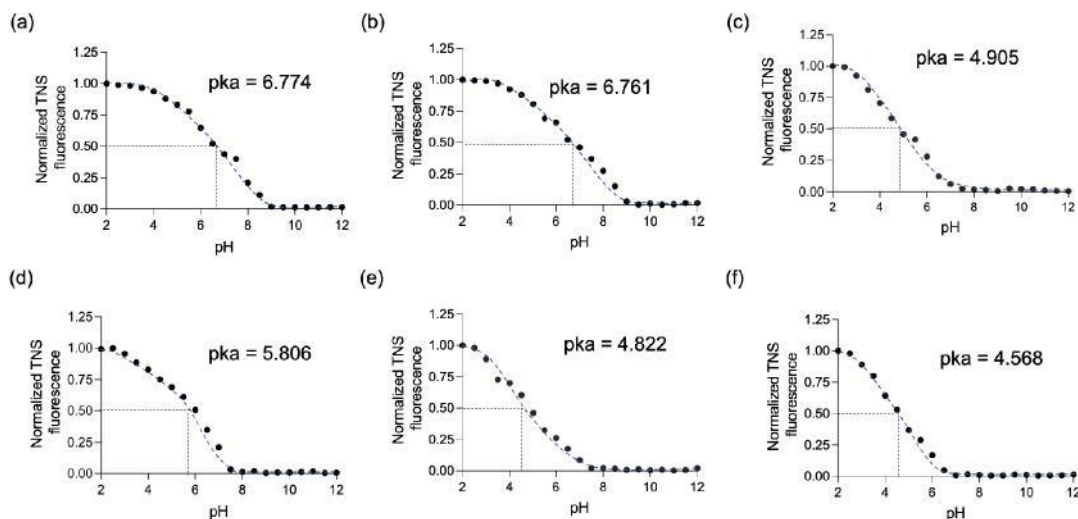 (a)
1.25
1.00
0.75
0.50
0.25
0.00
Normalized TNS
fluorescence
pka = 6.774
2 4 6 8 10 12
pH
(b)
1.25
1.00
0.75
0.50
0.25
0.00
Normalized TNS
fluorescence
pka = 6.761
2 4 6 8 10 12
pH
(c)
1.25
1.00
0.75
0.50
0.25
0.00
Normalized TNS
fluorescence
pka = 4.905
2 4 6 8 10 12
pH
(d)
1.25
1.00
0.75
0.50
0.25
0.00
Normalized TNS
fluorescence
pka = 5.806
2 4 6 8 10 12
pH
(e)
1.25
1.00
0.75
0.50
0.25
0.00
Normalized TNS
fluorescence
pka = 4.822
2 4 6 8 10 12
pH
(f)
1.25
1.00
0.75
0.50
0.25
0.00
Normalized TNS
fluorescence
pka = 4.568
2 4 6 8 10 12
pH